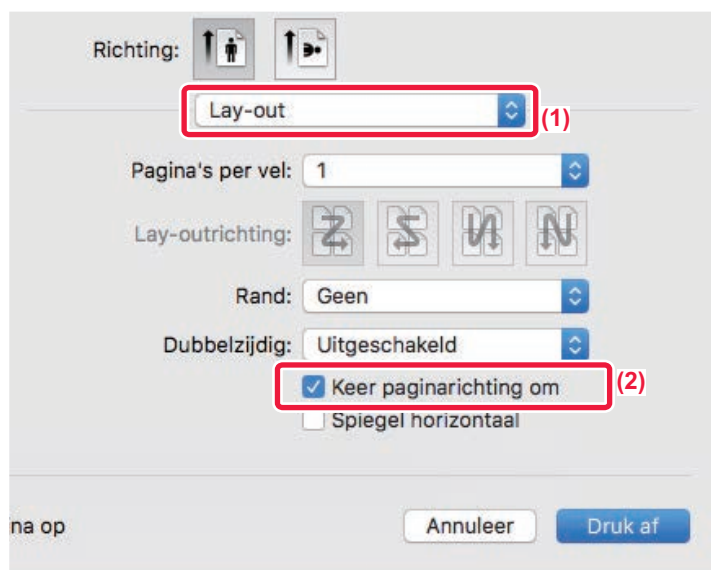 Richting:
Lay-out
(1)
Pagina's per vel: 1
Lay-outrichting:
Rand: Geen
Dubbelzijdig: Uitgeschakeld
Keer paginarichting om
(2)
Spiegel horizontaal
na op
Annuleer
Druk af